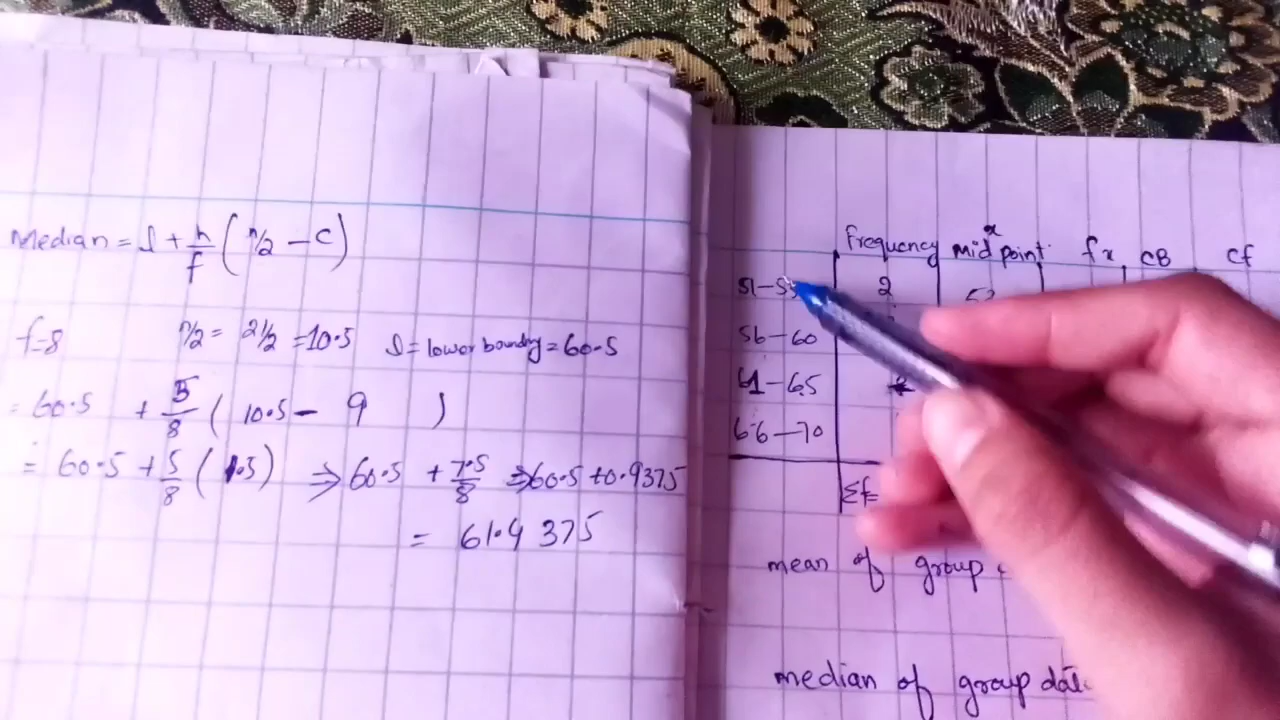 Median = l + h/f ( n/2 – C )
f=8 n/2 = 21/2 =10.5 l = lower boundry = 60.5
= 60.5 + 5/8 ( 10.5 – 9 )
= 60.5 + 5/8 ( 1.5 ) ⇒ 60.5 + 7.5/8 ⇒ 60.5 + 0.9375
= 61.4375
frequency mid point x fx CB Cf
51–55 2
56–60
61–65
66–70
Σf=
mean of group
median of group